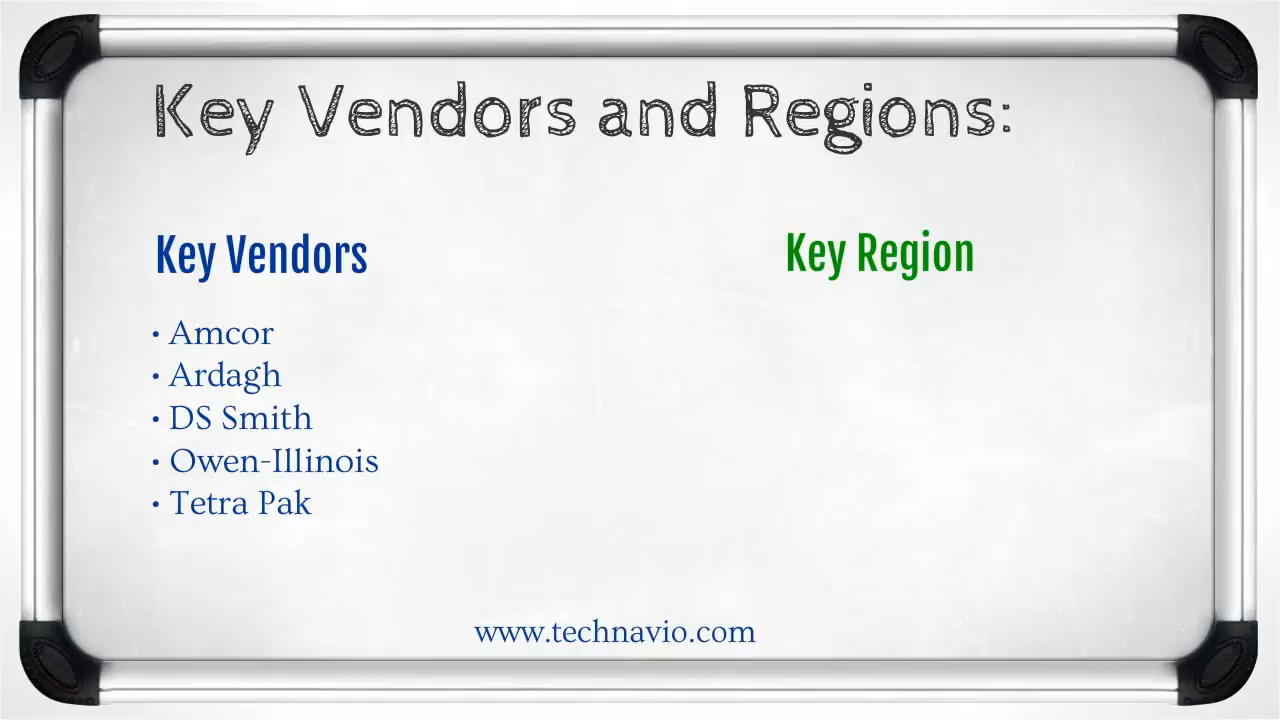 Key Vendors and Regions:
Key Vendors
• Amcor
• Ardagh
• DS Smith
• Owen-Illinois
• Tetra Pak
Key Region
www.technavio.com